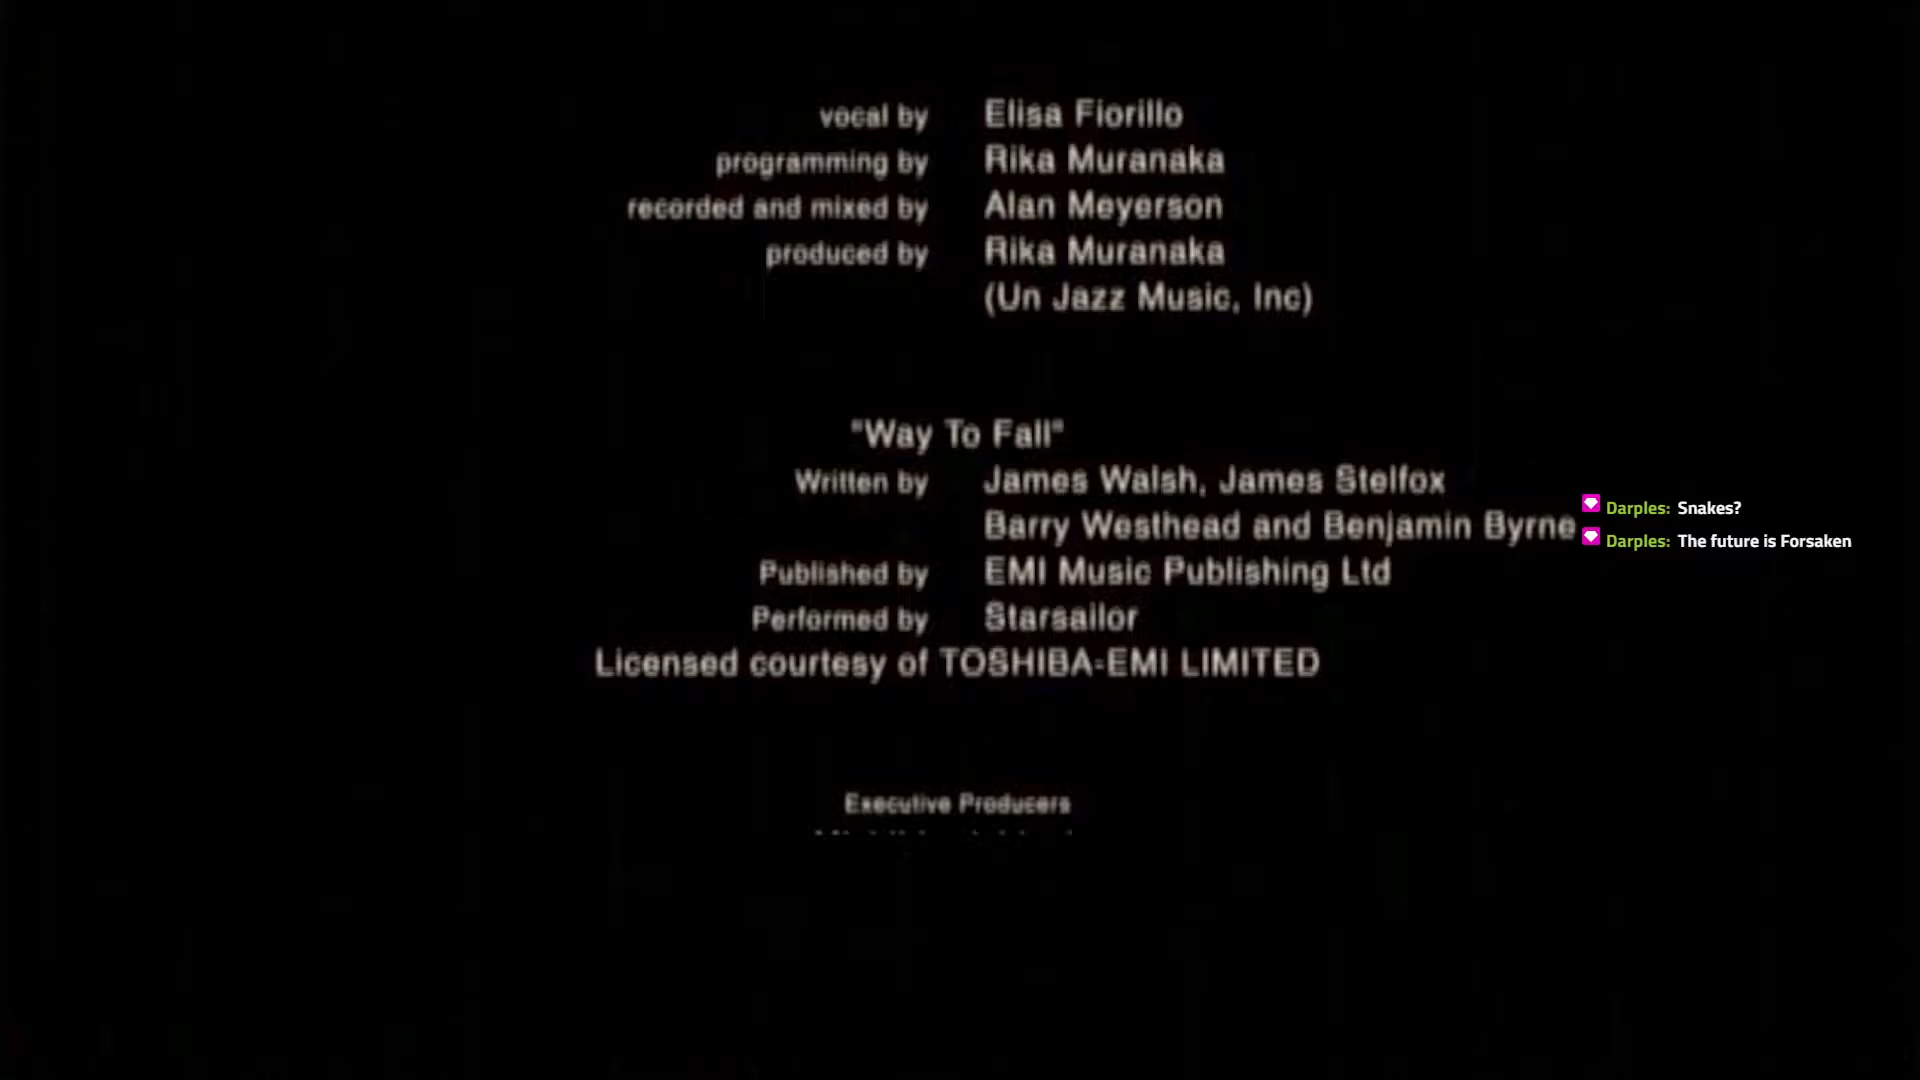 vocal by Elisa Fiorillo
programming by Rika Muranaka
recorded and mixed by Alan Meyerson
produced by Rika Muranaka
(Un Jazz Music, Inc)
"Way To Fall"
Written by James Walsh, James Stelfox
Barry Westhead and Benjamin Byrne
Published by EMI Music Publishing Ltd
Performed by Starsailor
Licensed courtesy of TOSHIBA-EMI LIMITED
Executive Producers
Darples: Snakes?
Darples: The future is Forsaken